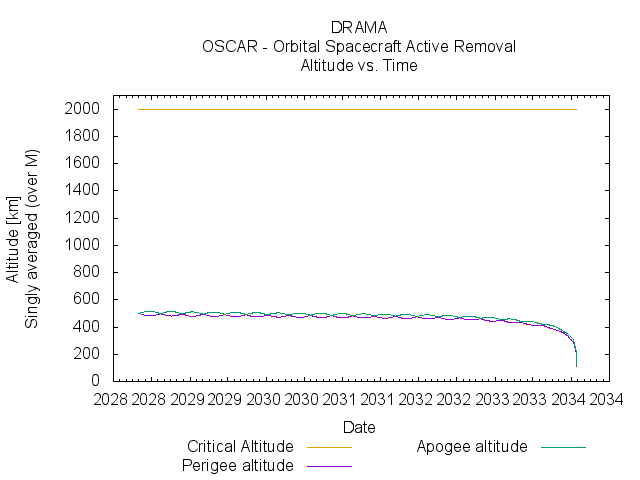 DRAMA
OSCAR - Orbital Spacecraft Active Removal
Altitude vs. Time
Altitude [km]
Singly averaged (over M)
2000
1800
1600
1400
1200
1000
800
600
400
200
0
2028 2028 2029 2029 2030 2030 2031 2031 2032 2032 2033 2033 2034 2034
Date
Critical Altitude Apogee altitude
Perigee altitude